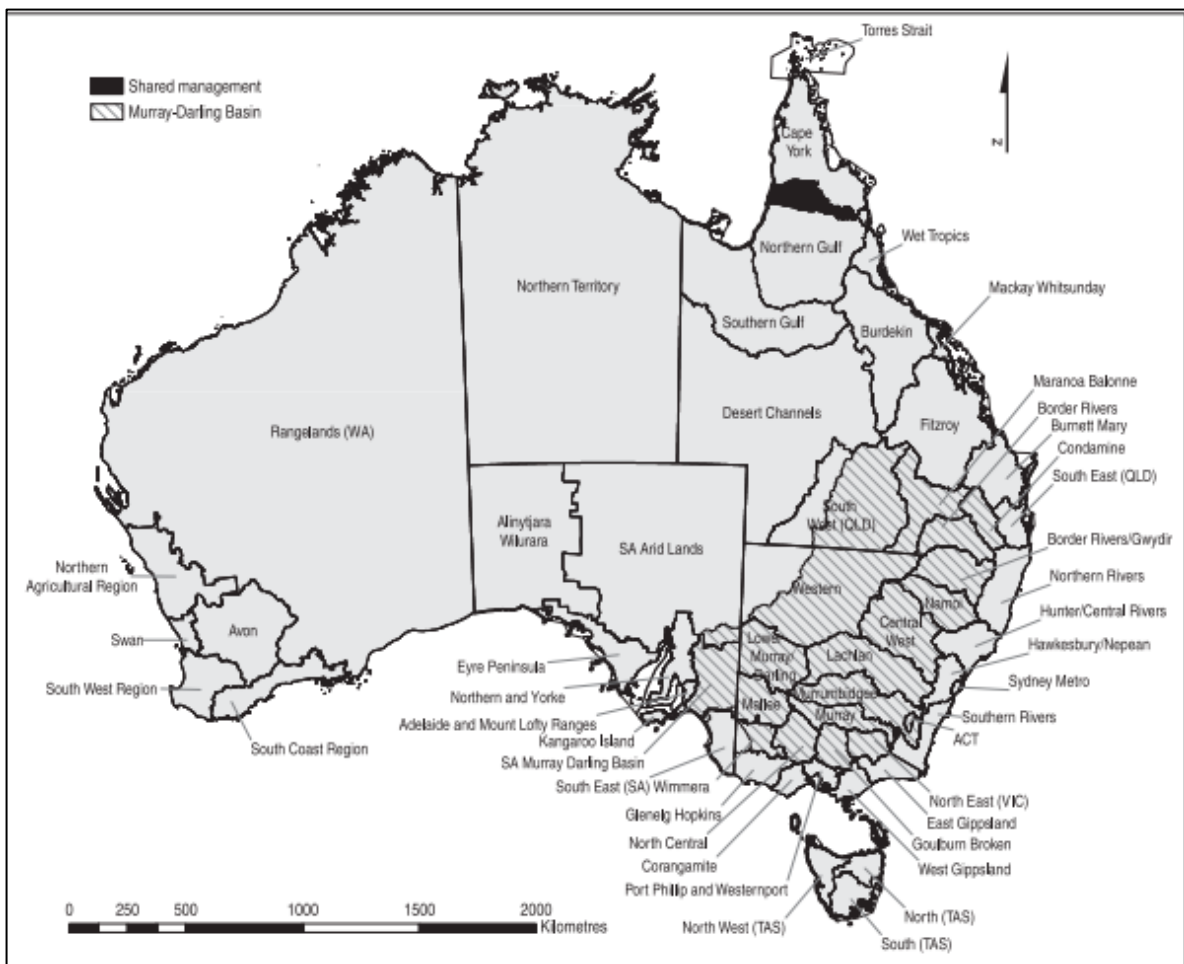 Torres Strait
Shared management
Murray-Darling Basin
N
Cape
York
Northern Gulf
Wet Tropics
Northern Territory
Mackay Whitsunday
Southern Gulf
Burdekin
Maranoa Balonne
Border Rivers
Rangelands (WA)
Desert Channels
Fitzroy
Burnett Mary
Condamine
South East (QLD)
South
West (QLD)
Alinytjara
Wilurara
SA Arid Lands
Border Rivers/Gwydir
Northern
Agricultural Region
Western
Northern Rivers
Namoi
Hunter/Central Rivers
Swan
Avon
Central
West
Lower
Murray/
Darling
Lachlan
Hawkesbury/Nepean
Eyre Peninsula
South West Region
Sydney Metro
Northern and Yorke
Murrumbidgee
Mallee
Murray
Southern Rivers
Adelaide and Mount Lofty Ranges
ACT
Kangaroo Island
South Coast Region
SA Murray Darling Basin
South East (SA) Wimmera
North East (VIC)
Glenelg Hopkins
East Gippsland
North Central
Goulburn Broken
Corangamite
West Gippsland
Port Phillip and Westernport
North West (TAS)
North (TAS)
South (TAS)
0 250 500 1000 1500 2000
Kilometres